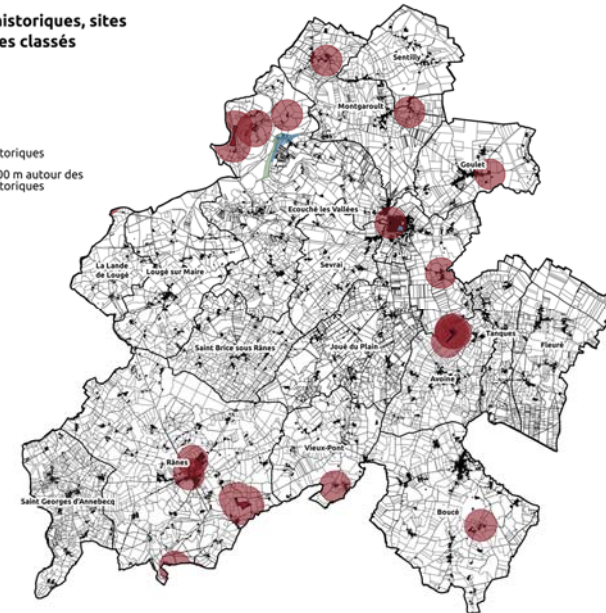 istoriques, sites
es classés
toriques
00 m autour des
toriques
Sentilly
Montgaroult
Goulet
Ecouché les Vallées
La Lande
de Lougé
Lougé sur Maire
Sevrai
Saint Brice sous Rânes
Joué du Plain
Tanques
Fleuré
Avoine
Vieux-Pont
Rânes
Saint Georges d'Annebecq
Boucé